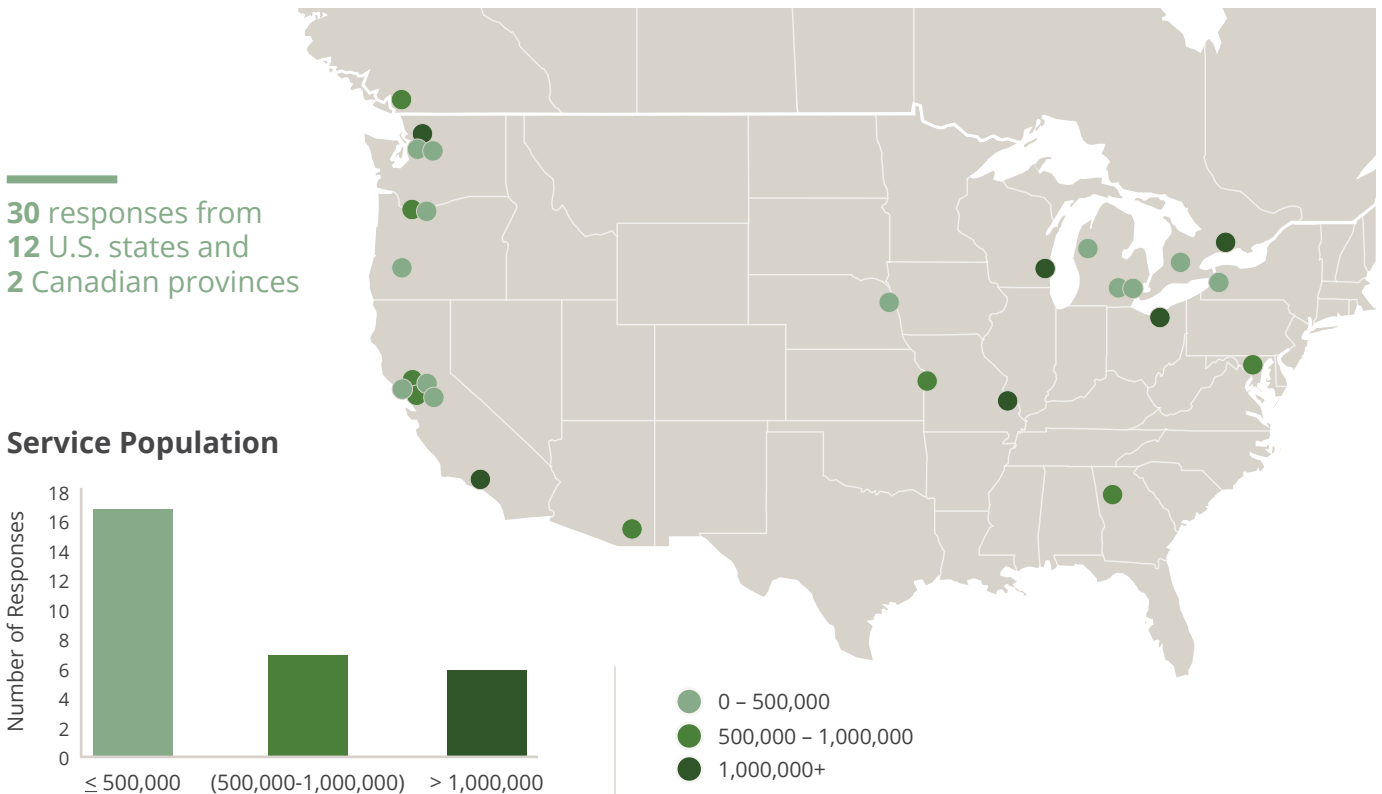 30 responses from
12 U.S. states and
2 Canadian provinces
Service Population
Number of Responses
18
16
14
12
10
8
6
4
2
0
≤ 500,000
(500,000-1,000,000)
> 1,000,000
0 – 500,000
500,000 – 1,000,000
1,000,000+